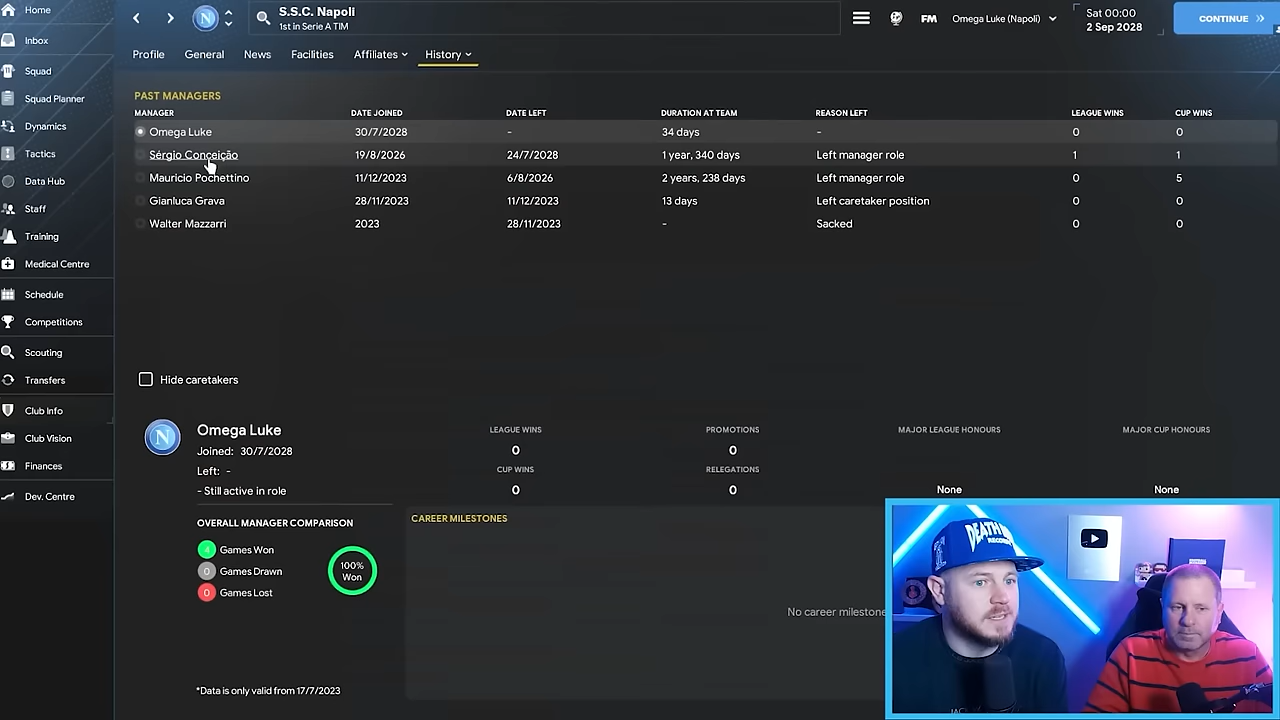 Home
S.S.C. Napoli
1st in Serie A TIM
FM
Omega Luke (Napoli)
Sat 00:00
2 Sep 2028
CONTINUE
Inbox
Squad
Squad Planner
Dynamics
Tactics
Data Hub
Staff
Training
Medical Centre
Schedule
Competitions
Scouting
Transfers
Club Info
Club Vision
Finances
Dev. Centre
Profile General News Facilities Affiliates History
PAST MANAGERS
MANAGER DATE JOINED DATE LEFT DURATION AT TEAM REASON LEFT LEAGUE WINS CUP WINS
Omega Luke 30/7/2028 - 34 days - 0 0
Sérgio Conceição 19/8/2026 24/7/2028 1 year, 340 days Left manager role 1 1
Mauricio Pochettino 11/12/2023 6/8/2026 2 years, 238 days Left manager role 0 5
Gianluca Grava 28/11/2023 11/12/2023 13 days Left caretaker position 0 0
Walter Mazzarri 2023 28/11/2023 - Sacked 0 0
Hide caretakers
N
Omega Luke
Joined: 30/7/2028
Left: -
- Still active in role
LEAGUE WINS PROMOTIONS MAJOR LEAGUE HONOURS MAJOR CUP HONOURS
0 0
CUP WINS RELEGATIONS
0 0 None None
OVERALL MANAGER COMPARISON
4 Games Won
0 Games Drawn
0 Games Lost
100%
Won
CAREER MILESTONES
No career milestone
*Data is only valid from 17/7/2023
DEATH